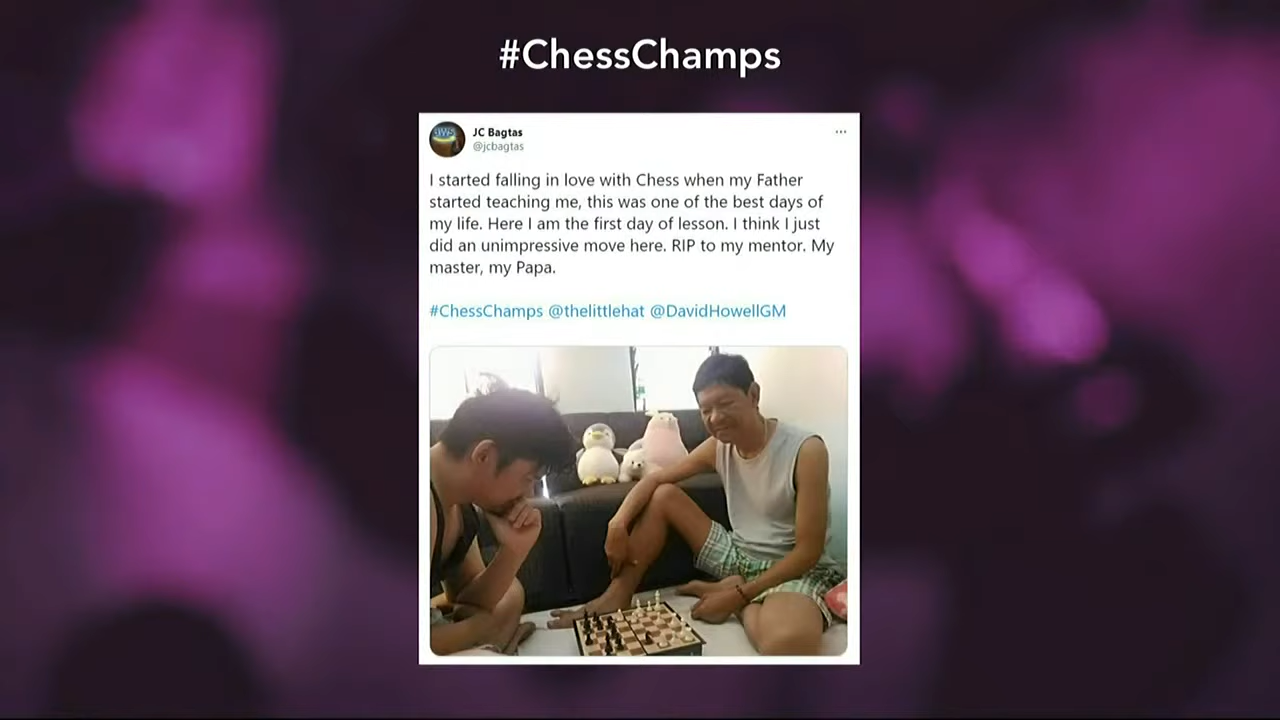 #ChessChamps
JC Bagtas
@jcbagtas
I started falling in love with Chess when my Father
started teaching me, this was one of the best days of
my life. Here I am the first day of lesson. I think I just
did an unimpressive move here. RIP to my mentor. My
master, my Papa.
#ChessChamps @thelittlehat @DavidHowellGM